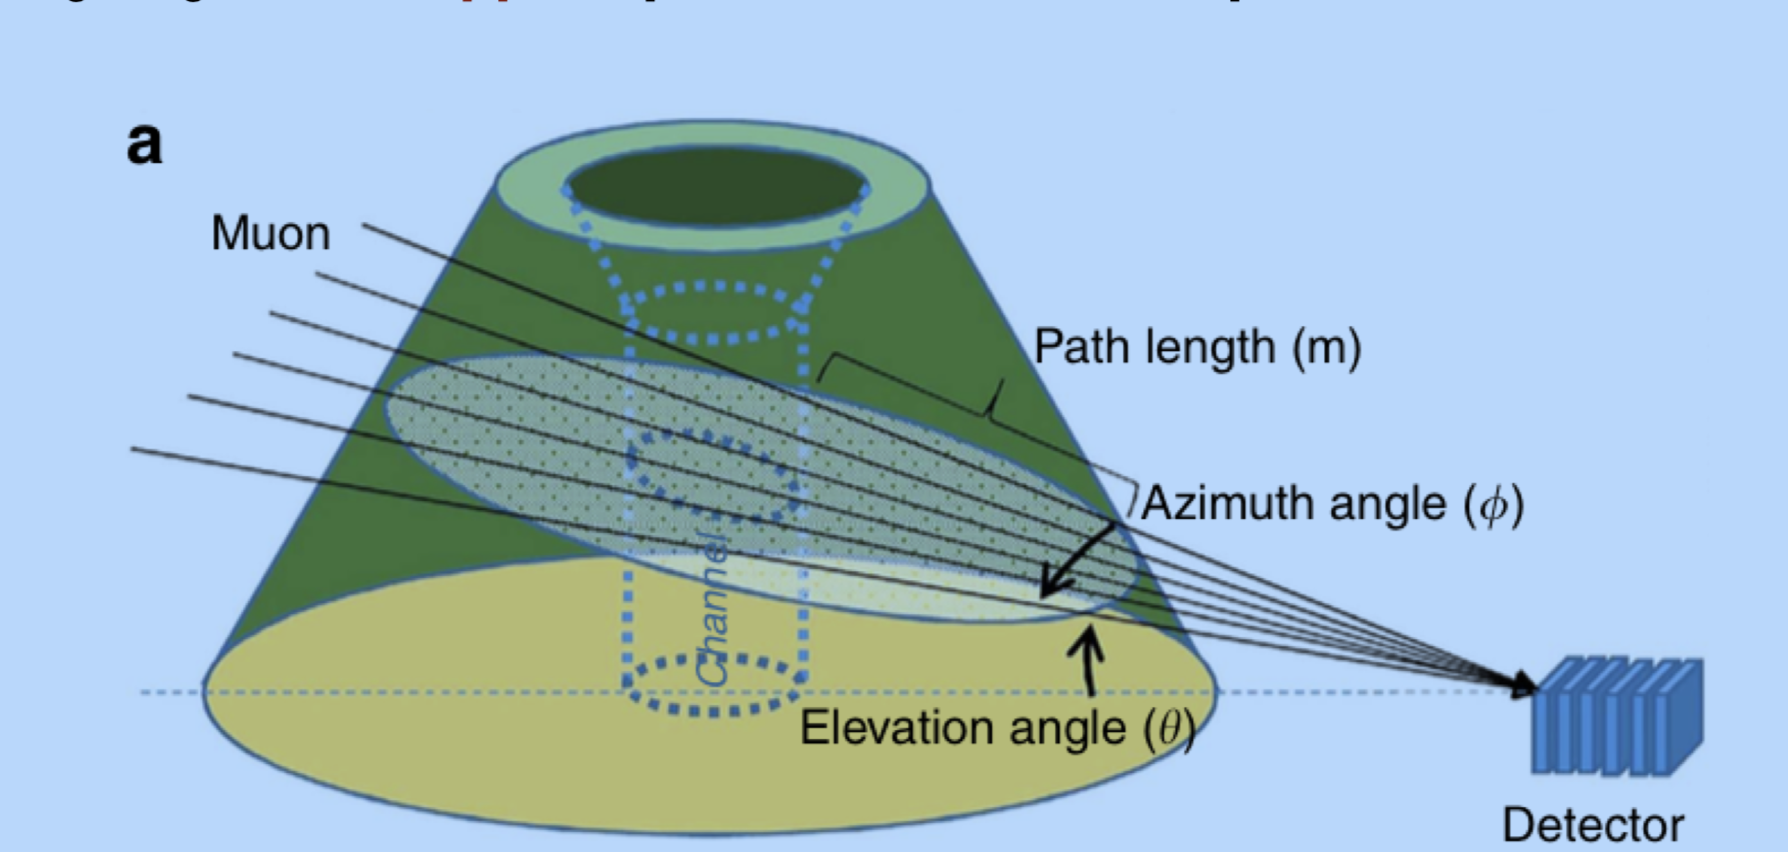 a
Muon
Path length (m)
Azimuth angle (ϕ)
Channel
Elevation angle (θ)
Detector